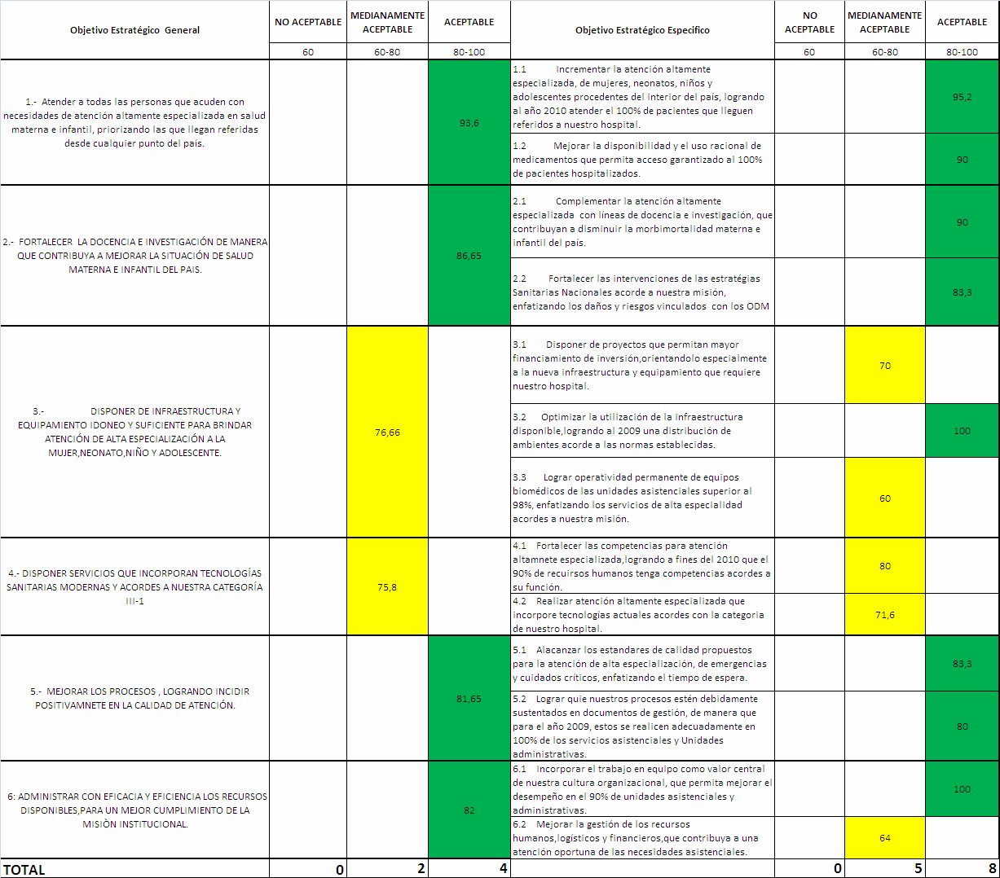 Objetivo Estratégico  General
NO ACEPTABLE
MEDIANAMENTE
ACEPTABLE
ACEPTABLE
Objetivo Estratégico Especifico
NO
ACEPTABLE
MEDIANAMENTE
ACEPTABLE
ACEPTABLE
60
60-80
80-100
60
60-80
80-100
1.-  Atender a todas las personas que acuden con
necesidades de atención altamente especializada en salud
materna e infantil, priorizando las que llegan referidas
desde cualquier punto del país.
93,6
1.1 Incrementar la atención altamente
especializada, de mujeres, neonatos, niños y
adolescentes procedentes del interior del país, logrando
al año 2010 atender el 100% de pacientes que lleguen
referidos a nuestro hospital.
95,2
1.2 Mejorar la disponibilidad y el uso racional de
medicamentos que permita acceso garantizado al 100%
de pacientes hospitalizados.
90
2.-  FORTALECER  LA DOCENCIA E INVESTIGACIÓN DE MANERA
QUE CONTRIBUYA A MEJORAR LA SITUACIÓN DE SALUD
MATERNA E INFANTIL DEL PAIS.
86,65
2.1 Complementar la atención altamente
especializada  con líneas de docencia e investigación, que
contribuyan a disminuir la morbimortalidad materna e
infantil del país.
90
2.2 Fortalecer las intervenciones de las estratégias
Sanitarias Nacionales acorde a nuestra misión,
enfatizando los daños y riesgos vinculados  con los ODM
83,3
3.- DISPONER DE INFRAESTRUCTURA Y
EQUIPAMIENTO IDONEO Y SUFICIENTE PARA BRINDAR
ATENCIÓN DE ALTA ESPECIALIZACIÓN A LA
MUJER,NEONATO,NIÑO Y ADOLESCENTE.
76,66
3.1 Disponer de proyectos que permitan mayor
financiamiento de inversión,orientandolo especialmente
a la nueva infraestructura y equipamiento que requiere
nuestro hospital.
70
3.2 Optimizar la utilización de la infraestructura
disponible,logrando al 2009 una distribución de
ambientes acorde a las normas establecidas.
100
3.3 Lograr operatividad permanente de equipos
biomédicos de las unidades asistenciales superior al
98%, enfatizando los servicios de alta especialidad
acordes a nuestra misión.
60
4.- DISPONER SERVICIOS QUE INCORPORAN TECNOLOGÍAS
SANITARIAS MODERNAS Y ACORDES A NUESTRA CATEGORÍA
III-1
75,8
4.1 Fortalecer las competencias para atención
altamnete especializada,logrando a fines del 2010 que el
90% de recuirsos humanos tenga competencias acordes a
su función.
80
4.2 Realizar atención altamente especializada que
incorpore tecnologías actuales acordes con la categoria
de nuestro hospital.
71,6
5.-  MEJORAR LOS PROCESOS , LOGRANDO INCIDIR
POSITIVAMNETE EN LA CALIDAD DE ATENCIÓN.
81,65
5.1 Alacanzar los estandares de calidad propuestos
para la atención de alta especialización, de emergencias
y cuidados críticos, enfatizando el tiempo de espera.
83,3
5.2 Lograr quie nuestros procesos estén debidamente
sustentados en documentos de gestión, de manera que
para el año 2009, estos se realicen adecuadamente en
100% de los servicios asistenciales y Unidades
administrativas.
80
6: ADMINISTRAR CON EFICACIA Y EFICIENCIA LOS RECURSOS
DISPONIBLES,PARA UN MEJOR CUMPLIMIENTO DE LA
MISIÒN INSTITUCIONAL.
82
6.1 Incorporar el trabajo en equipo como valor central
de nuestra cultura organizacional, que permita mejorar el
desempeño en el 90% de unidades asistenciales y
administrativas.
100
6.2 Mejorar la gestión de los recursos
humanos,logísticos y financieros,que contribuya a una
atención oportuna de las necesidades asistenciales.
64
TOTAL 0 2 4 0 5 8